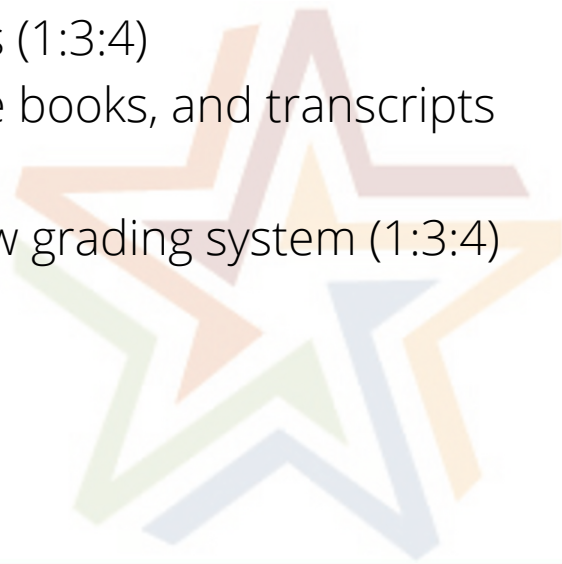 (1:3:4)
books, and transcripts
grading system (1:3:4)